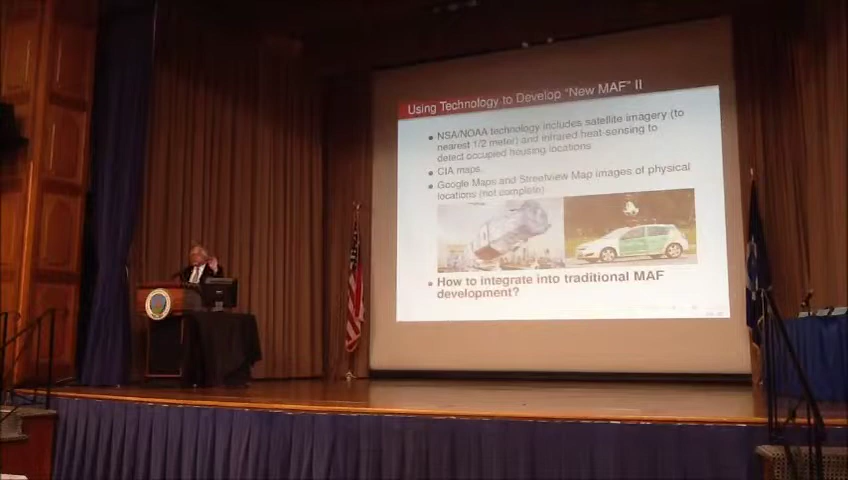 Using Technology to Develop "New MAF" II
NSA/NOAA technology includes satellite imagery (to
nearest 1/2 meter) and infrared heat-sensing to
detect occupied housing locations
CIA maps
Google Maps and StreetView Map images of physical
locations (not complete)
How to integrate into traditional MAF
development?